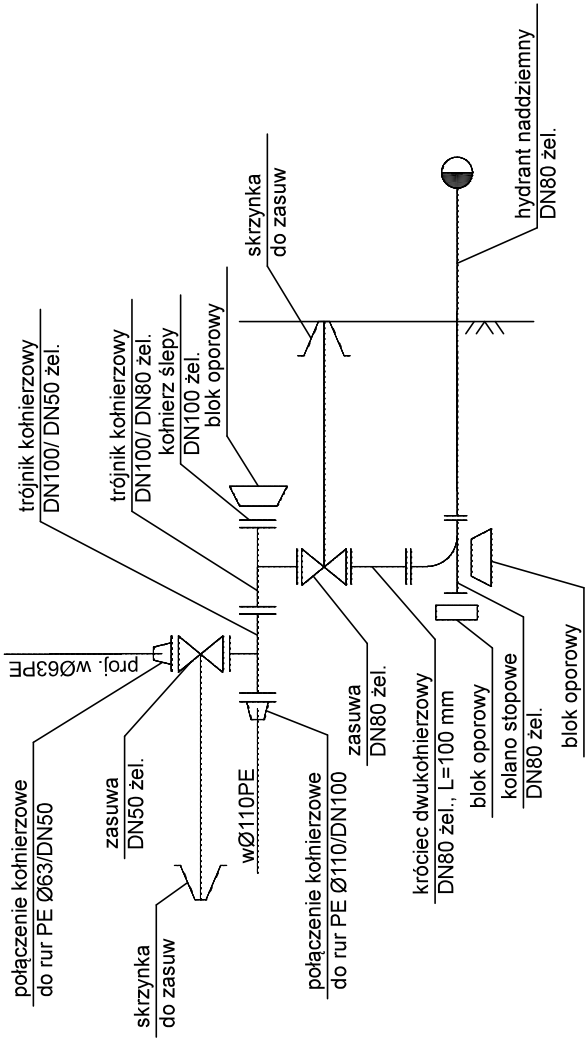 połączenie kołnierzowe
do rur PE Ø63/DN50
trójnik kołnierzowy
DN100/ DN50 żel.
proj. wØ63PE
zasuwa
DN50 żel.
trójnik kołnierzowy
DN100/ DN80 żel.
skrzynka
do zasuw
kołnierz ślepy
DN100 żel.
blok oporowy
wØ110PE
skrzynka
do zasuw
połączenie kołnierzowe
do rur PE Ø110/DN100
zasuwa
DN80 żel.
króciec dwukołnierzowy
DN80 żel., L=100 mm
blok oporowy
kolano stopowe
DN80 żel.
hydrant naddziemny
DN80 żel.
blok oporowy